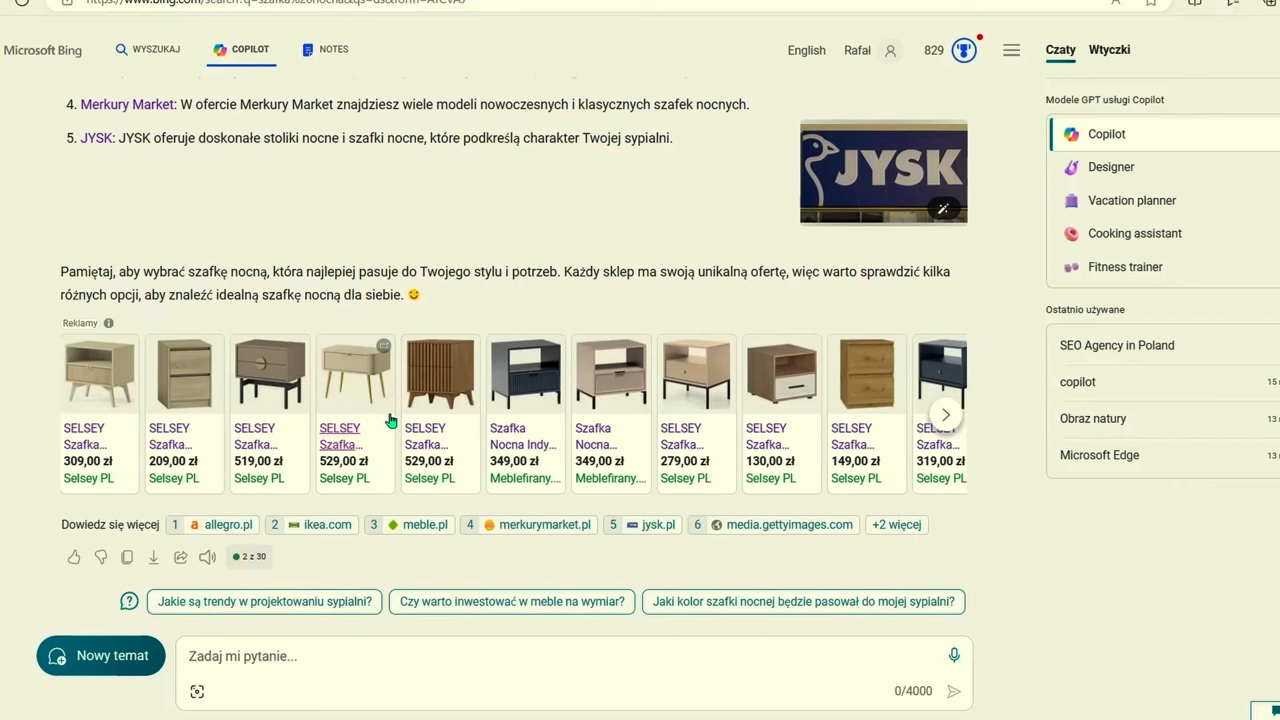 Microsoft Bing
WYSZUKAJ
COPILOT
NOTES
English
Rafał
829
Czaty
Wtyczki
4. Merkury Market: W ofercie Merkury Market znajdziesz wiele modeli nowoczesnych i klasycznych szafek nocnych.
5. JYSK: JYSK oferuje doskonałe stoliki nocne i szafki nocne, które podkreślą charakter Twojej sypialni.
JYSK
Pamiętaj, aby wybrać szafkę nocną, która najlepiej pasuje do Twojego stylu i potrzeb. Każdy sklep ma swoją unikalną ofertę, więc warto sprawdzić kilka
różnych opcji, aby znaleźć idealną szafkę nocną dla siebie.
Reklamy
SELSEY
Szafka...
309,00 zł
Selsey PL
SELSEY
Szafka...
209,00 zł
Selsey PL
SELSEY
Szafka...
519,00 zł
Selsey PL
SELSEY
Szafka...
529,00 zł
Selsey PL
SELSEY
Szafka...
529,00 zł
Selsey PL
Szafka
Nocna Indy...
349,00 zł
Meblefirany....
Szafka
Nocna...
349,00 zł
Meblefirany....
SELSEY
Szafka...
279,00 zł
Selsey PL
SELSEY
Szafka...
130,00 zł
Selsey PL
SELSEY
Szafka...
149,00 zł
Selsey PL
SELSEY
Szafka...
319,00 zł
Selsey PL
Dowiedz się więcej
1 allegro.pl
2 ikea.com
3 meble.pl
4 merkurymarket.pl
5 jysk.pl
6 media.gettyimages.com
+2 więcej
2 z 30
Jakie są trendy w projektowaniu sypialni?
Czy warto inwestować w meble na wymiar?
Jaki kolor szafki nocnej będzie pasował do mojej sypialni?
Nowy temat
Zadaj mi pytanie...
0/4000
Modele GPT usługi Copilot
Copilot
Designer
Vacation planner
Cooking assistant
Fitness trainer
Ostatnio używane
SEO Agency in Poland
copilot
15
Obraz natury
13
Microsoft Edge
13